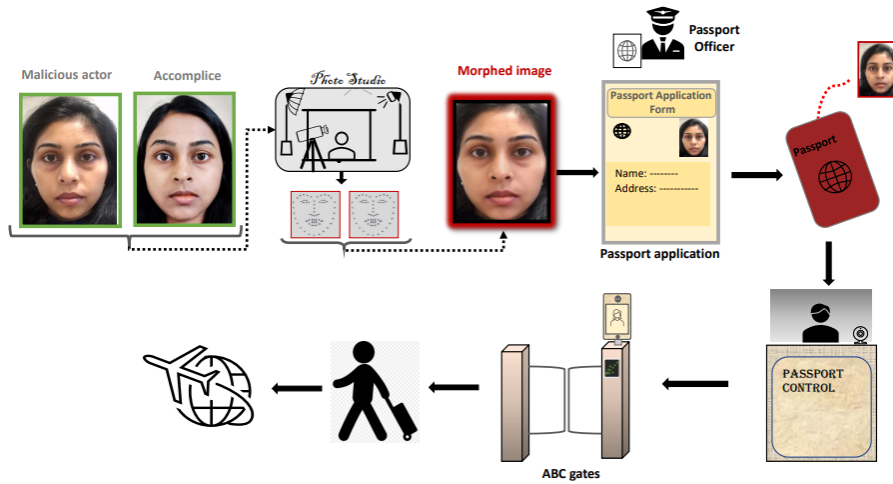 Malicious actor
Accomplice
Photo Studio
Morphed image
Passport
Officer
Passport Application
Form
Name: --------
Address: -----------
Passport application
Passport
PASSPORT
CONTROL
ABC gates